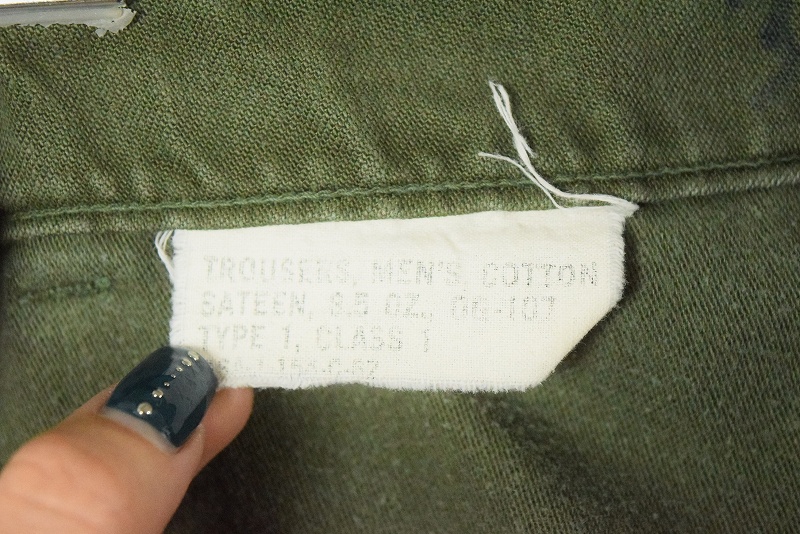 TROUSERS, MEN'S, COTTON
SATEEN, 8.5 OZ., OG-107
TYPE 1, CLASS 1